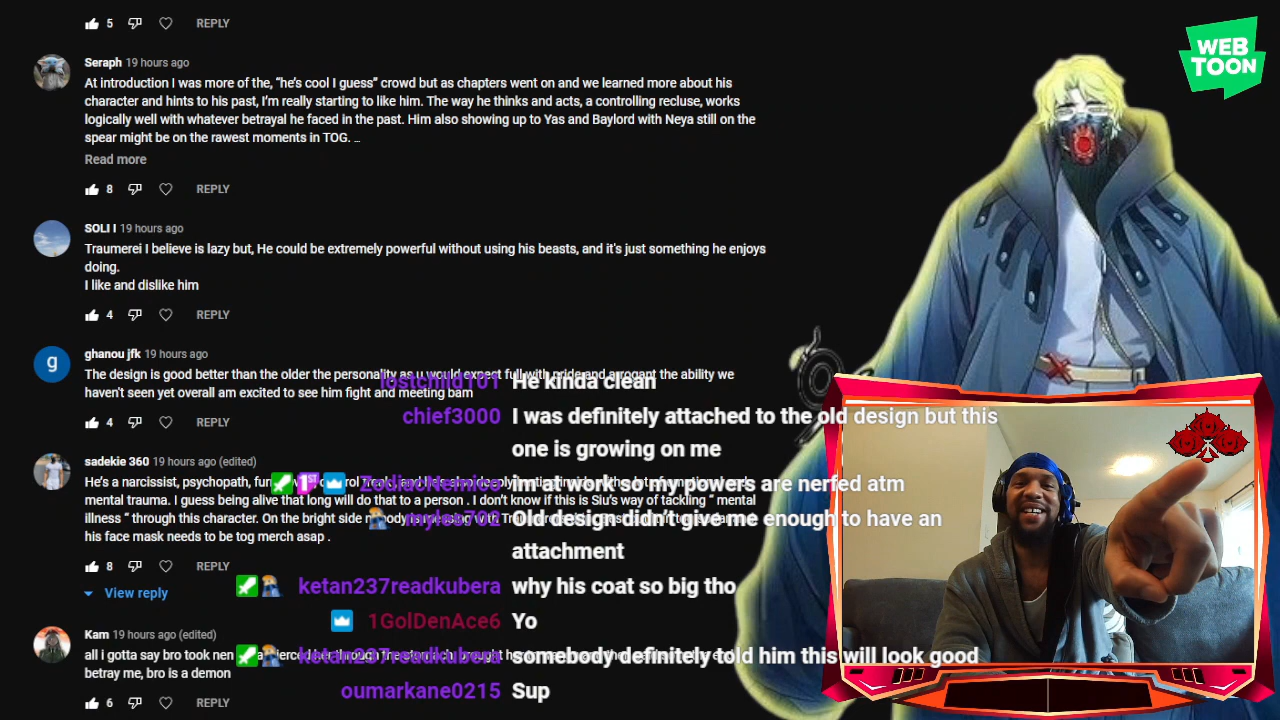 5 REPLY
WEB
TOON
Seraph 19 hours ago
At introduction I was more of the, “he's cool I guess” crowd but as chapters went on and we learned more about his
character and hints to his past, I'm really starting to like him. The way he thinks and acts, a controlling recluse, works
logically well with whatever betrayal he faced in the past. Him also showing up to Yas and Baylord with Neya still on the
spear might be on the rawest moments in TOG. ...
Read more
8 REPLY
SOLI I 19 hours ago
Traumerei I believe is lazy but, He could be extremely powerful without using his beasts, and it's just something he enjoys
doing.
I like and dislike him
4 REPLY
ghanou jfk 19 hours ago
g
The design is good better than the older the personality as u would expect full with pride and arrogant the ability we
haven't seen yet overall am excited to see him fight and meeting bam
4 REPLY
sadekie 360 19 hours ago (edited)
He's a narcissist, psychopath,
mental trauma. I guess being alive that long will do that to a person . I don't know if this is Siu's way of tackling “ mental
illness “ through this character. On the bright side
his face mask needs to be tog merch asap .
8 REPLY
View reply
Kam 19 hours ago (edited)
all i gotta say bro took
betray me, bro is a demon
6 REPLY
lostchild101 He kinda clean
chief3000 I was definitely attached to the old design but this
one is growing on me
ZodiacNemico im at work so my powers are nerfed atm
Old design didn't give me enough to have an
attachment
ketan237readkubera why his coat so big tho
1GolDenAce6 Yo
ketan237readkubera somebody definitely told him this will look good
oumarkane0215 Sup